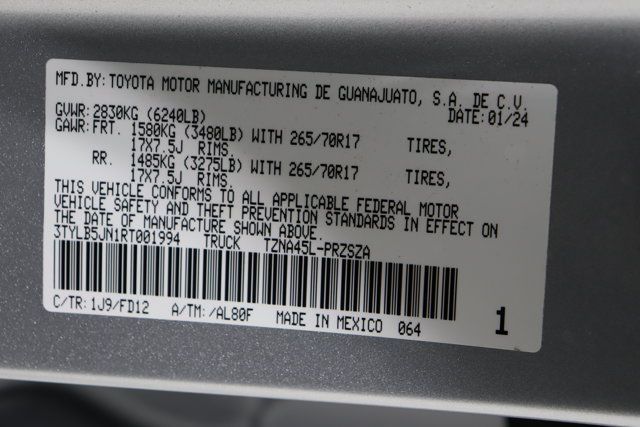 MFD.BY: TOYOTA MOTOR MANUFACTURING DE GUANAJUATO, S.A. DE C.V.
GVWR: 2830KG (6240LB) DATE: 01/24
GAWR: FRT. 1580KG (3480LB) WITH 265/70R17 TIRES,
17X7.5J RIMS.
RR. 1485KG (3275LB) WITH 265/70R17 TIRES,
17X7.5J RIMS.
THIS VEHICLE CONFORMS TO ALL APPLICABLE FEDERAL MOTOR
VEHICLE SAFETY AND THEFT PREVENTION STANDARDS IN EFFECT ON
THE DATE OF MANUFACTURE SHOWN ABOVE.
3TYLB5JN1RT001994 TRUCK TZNA45L-PRZSZA
C/TR: 1J9/FD12 A/TM: /AL80F MADE IN MEXICO 064 1